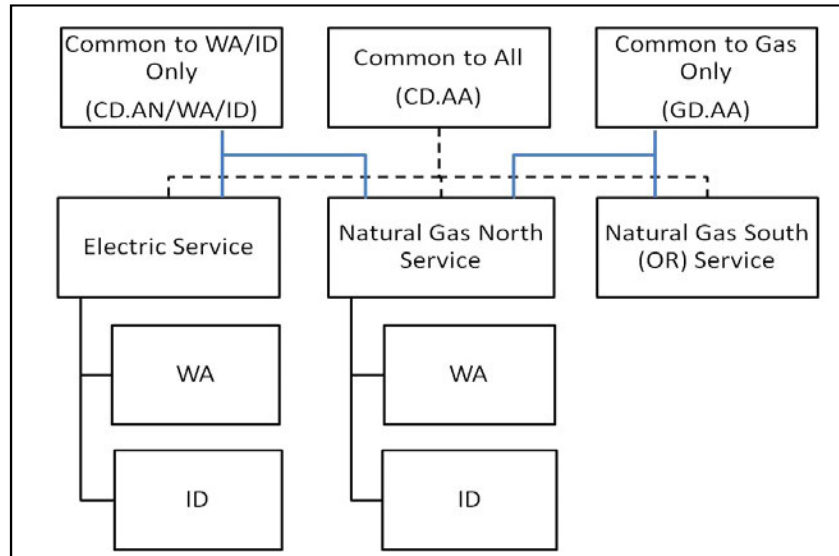 Common to WA/ID
Only
(CD.AN/WA/ID)
Common to All
(CD.AA)
Common to Gas
Only
(GD.AA)
Electric Service
Natural Gas North
Service
Natural Gas South
(OR) Service
WA
WA
ID
ID